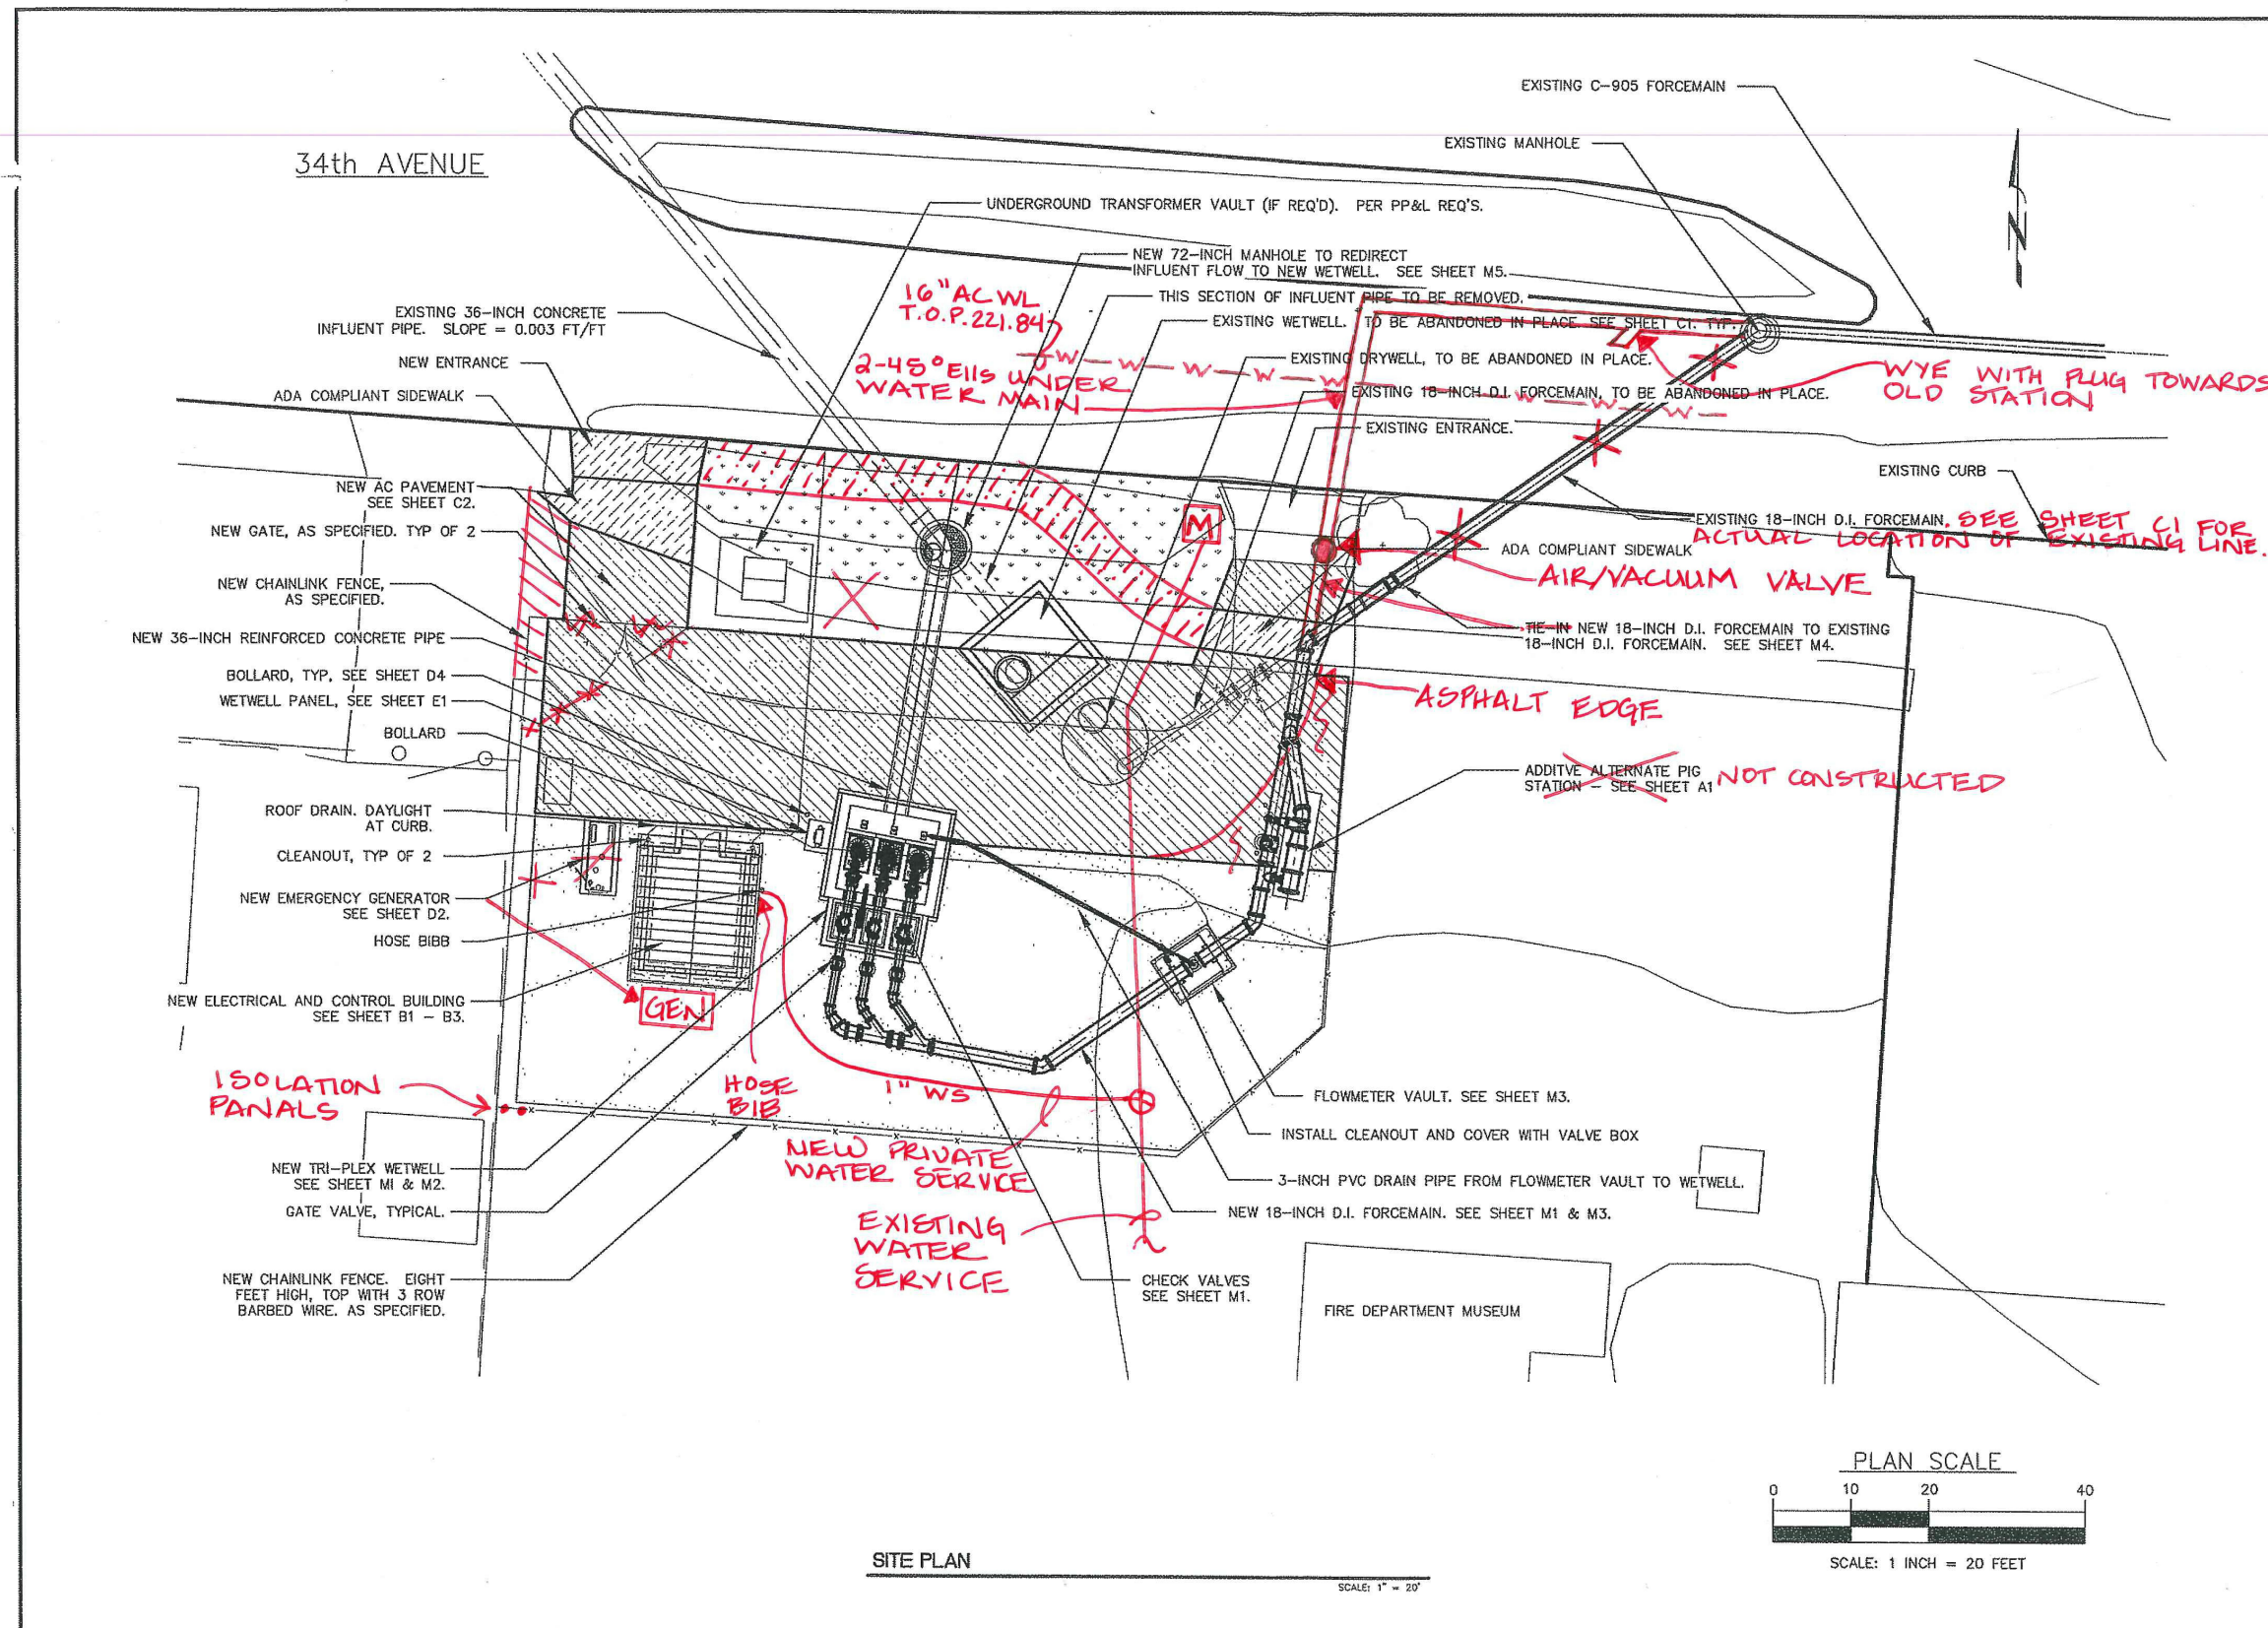 34th AVENUE
EXISTING C-905 FORCEMAIN
EXISTING MANHOLE
N
UNDERGROUND TRANSFORMER VAULT (IF REQ'D). PER PP&L REQ'S.
NEW 72-INCH MANHOLE TO REDIRECT
INFLUENT FLOW TO NEW WETWELL. SEE SHEET M5.
THIS SECTION OF INFLUENT PIPE TO BE REMOVED.
EXISTING WETWELL. TO BE ABANDONED IN PLACE. SEE SHEET C1. TYP.
EXISTING DRYWELL, TO BE ABANDONED IN PLACE.
EXISTING 18-INCH D.I. FORCEMAIN, TO BE ABANDONED IN PLACE.
EXISTING ENTRANCE.
16" AC WL
T.O.P. 221.84
2-45° Ells UNDER
WATER MAIN
W W W W W W W W
WYE WITH PLUG TOWARDS
OLD STATION
EXISTING 36-INCH CONCRETE
INFLUENT PIPE. SLOPE = 0.003 FT/FT
NEW ENTRANCE
ADA COMPLIANT SIDEWALK
NEW AC PAVEMENT
SEE SHEET C2.
NEW GATE, AS SPECIFIED. TYP OF 2
NEW CHAINLINK FENCE,
AS SPECIFIED.
NEW 36-INCH REINFORCED CONCRETE PIPE
BOLLARD, TYP, SEE SHEET D4
WETWELL PANEL, SEE SHEET E1
BOLLARD
ROOF DRAIN. DAYLIGHT
AT CURB.
CLEANOUT, TYP OF 2
NEW EMERGENCY GENERATOR
SEE SHEET D2.
HOSE BIBB
NEW ELECTRICAL AND CONTROL BUILDING
SEE SHEET B1 - B3.
GEN
M
ISOLATION
PANALS
HOSE
BIB
1" WS
NEW PRIVATE
WATER SERVICE
EXISTING
WATER
SERVICE
NEW TRI-PLEX WETWELL
SEE SHEET M1 & M2.
GATE VALVE, TYPICAL.
NEW CHAINLINK FENCE. EIGHT
FEET HIGH, TOP WITH 3 ROW
BARBED WIRE. AS SPECIFIED.
EXISTING CURB
EXISTING 18-INCH D.I. FORCEMAIN. SEE SHEET C1 FOR
ACTUAL LOCATION OF EXISTING LINE.
ADA COMPLIANT SIDEWALK
AIR/VACUUM VALVE
TIE-IN NEW 18-INCH D.I. FORCEMAIN TO EXISTING
18-INCH D.I. FORCEMAIN. SEE SHEET M4.
ASPHALT EDGE
ADDITVE ALTERNATE PIG
STATION - SEE SHEET A1
NOT CONSTRUCTED
FLOWMETER VAULT. SEE SHEET M3.
INSTALL CLEANOUT AND COVER WITH VALVE BOX
3-INCH PVC DRAIN PIPE FROM FLOWMETER VAULT TO WETWELL.
NEW 18-INCH D.I. FORCEMAIN. SEE SHEET M1 & M3.
CHECK VALVES
SEE SHEET M1.
FIRE DEPARTMENT MUSEUM
PLAN SCALE
0 10 20 40
SCALE: 1 INCH = 20 FEET
SITE PLAN
SCALE: 1" = 20'